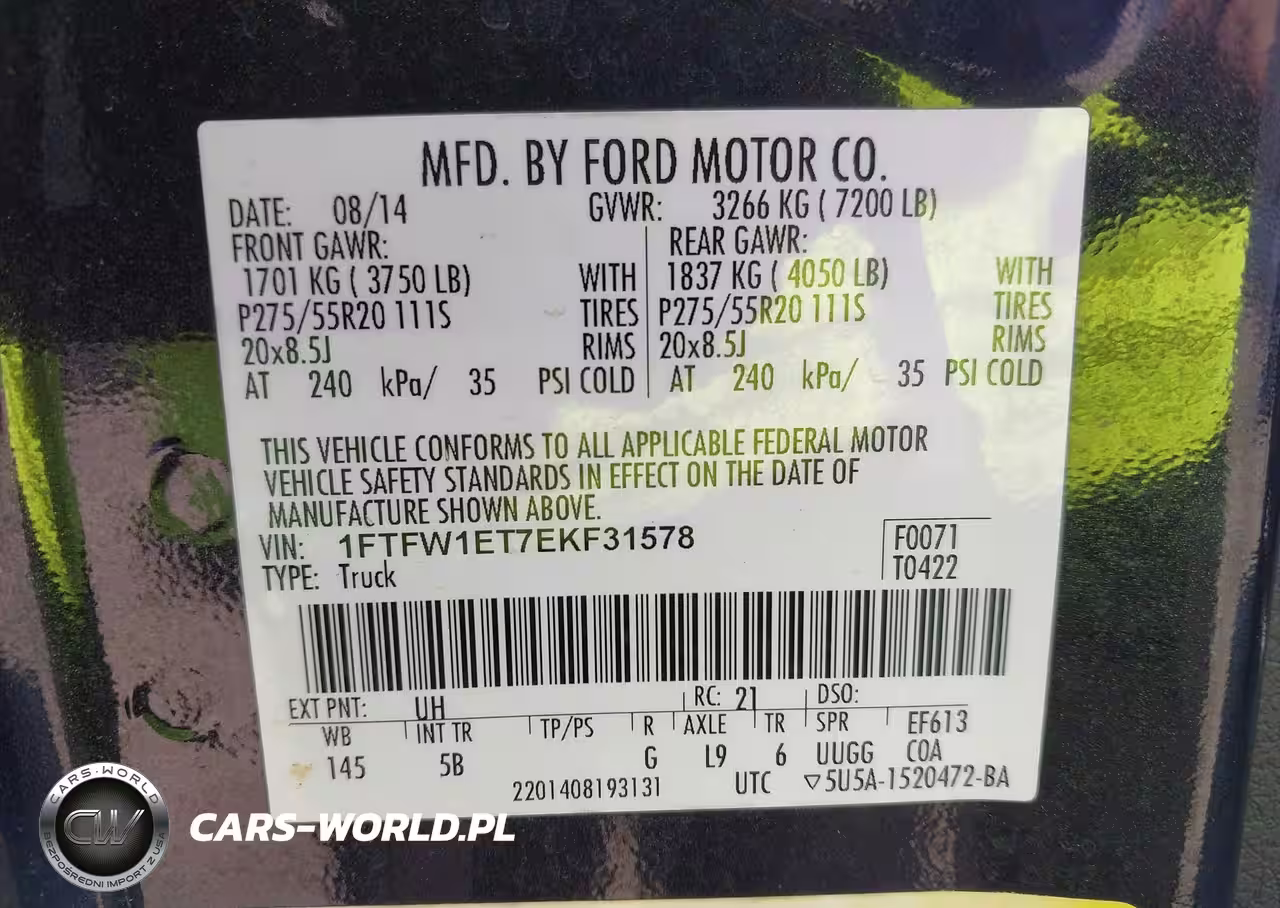 MFD. BY FORD MOTOR CO.
DATE: 08/14 GVWR: 3266 KG ( 7200 LB)
FRONT GAWR: REAR GAWR:
1701 KG ( 3750 LB) WITH 1837 KG ( 4050 LB) WITH
P275/55R20 111S TIRES P275/55R20 111S TIRES
20x8.5J RIMS 20x8.5J RIMS
AT 240 kPa/ 35 PSI COLD AT 240 kPa/ 35 PSI COLD
THIS VEHICLE CONFORMS TO ALL APPLICABLE FEDERAL MOTOR
VEHICLE SAFETY STANDARDS IN EFFECT ON THE DATE OF
MANUFACTURE SHOWN ABOVE.
VIN: 1FTFW1ET7EKF31578 F0071
TYPE: Truck T0422
EXT PNT: UH RC: 21 DSO:
WB INT TR TP/PS R AXLE TR SPR EF613
145 5B G L9 6 UUGG COA
2201408193131 UTC ▽5U5A-1520472-BA
CARS-WORLD
CW
BEZPOŚREDNI IMPORT Z USA
CARS-WORLD.PL